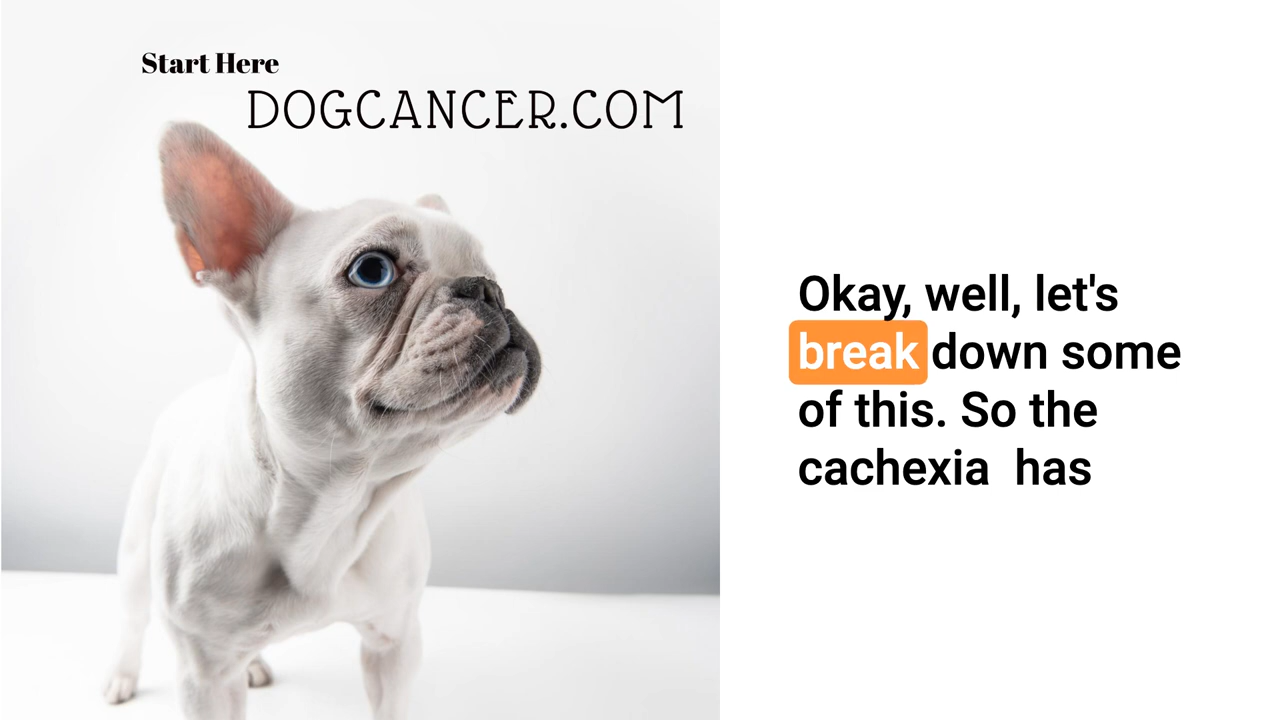 Start Here
DOGCANCER.COM
Okay, well, let's
break down some
of this. So the
cachexia has